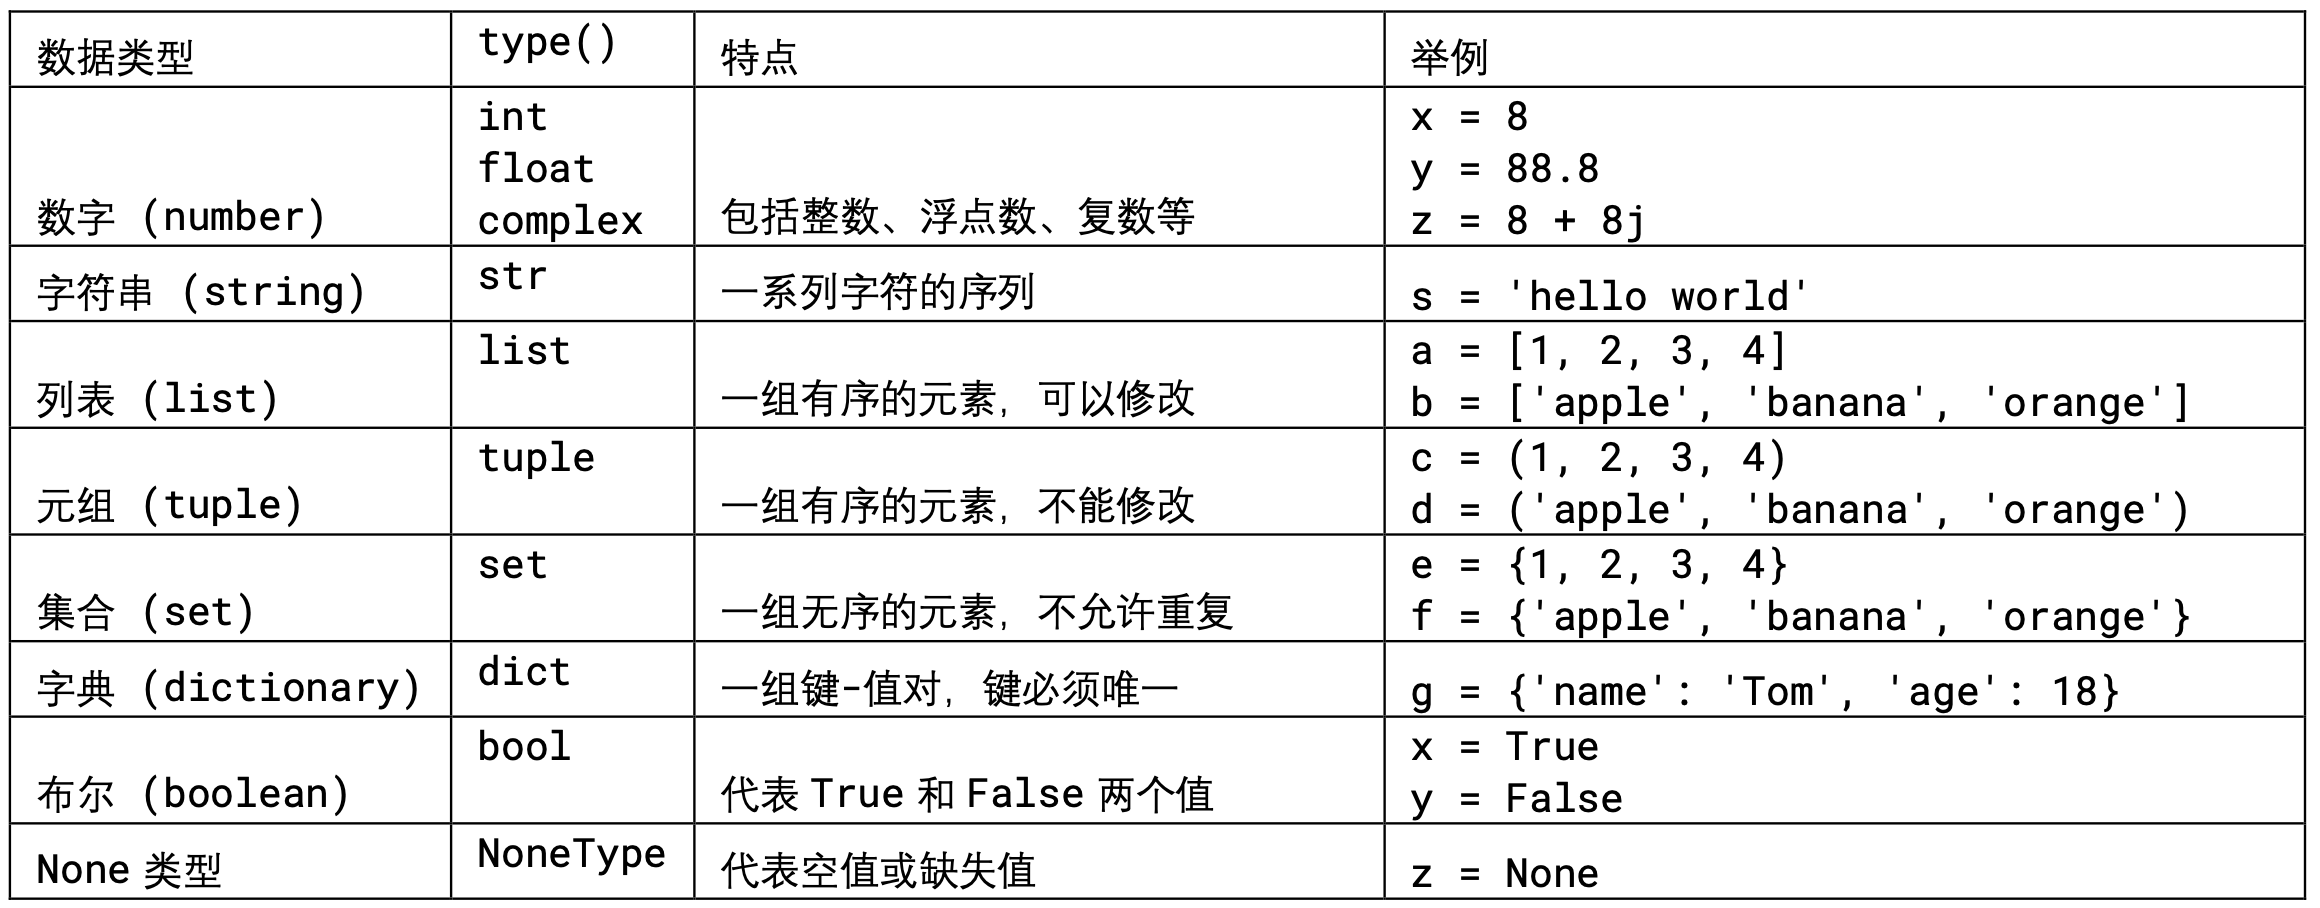 数据类型 type() 特点 举例
数字 (number) int float complex 包括整数、浮点数、复数等 x = 8
y = 88.8
z = 8 + 8j
字符串 (string) str 一系列字符的序列 s = 'hello world'
列表 (list) list 一组有序的元素，可以修改 a = [1, 2, 3, 4]
b = ['apple', 'banana', 'orange']
元组 (tuple) tuple 一组有序的元素，不能修改 c = (1, 2, 3, 4)
d = ('apple', 'banana', 'orange')
集合 (set) set 一组无序的元素，不允许重复 e = {1, 2, 3, 4}
f = {'apple', 'banana', 'orange'}
字典 (dictionary) dict 一组键-值对，键必须唯一 g = {'name': 'Tom', 'age': 18}
布尔 (boolean) bool 代表 True 和 False 两个值 x = True
y = False
None 类型 NoneType 代表空值或缺失值 z = None